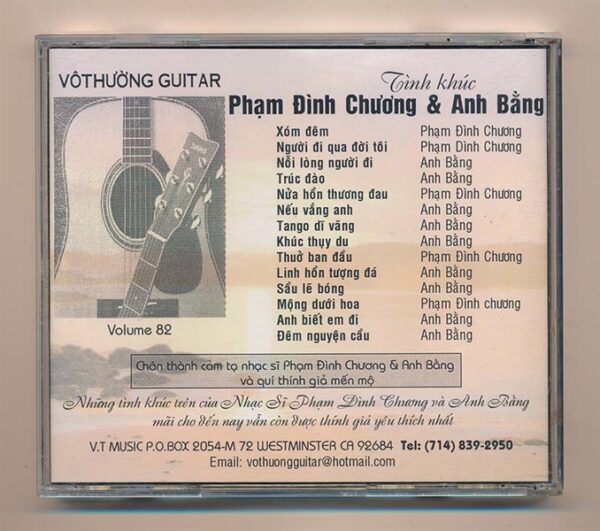 VÔTHƯỜNG GUITAR
Tình khúc
Phạm Đình Chương & Anh Bằng
Xóm đêm Phạm Đình Chương
Người đi qua đời tôi Phạm Dình Chương
Nỗi lòng người đi Anh Bằng
Trúc đào Anh Bằng
Nửa hồn thương đau Phạm Đình Chương
Nếu vắng anh Anh Bằng
Tango dĩ vãng Anh Bằng
Khúc thụy du Anh Bằng
Thuở ban đầu Phạm Đình Chương
Linh hồn tượng đá Anh Bằng
Sầu lẽ bóng Anh Bằng
Mộng dưới hoa Phạm Đình chương
Anh biết em đi Anh Bằng
Đêm nguyện cầu Anh Bằng
Volume 82
Chân thành cảm tạ nhạc sĩ Phạm Đình Chương & Anh Bằng
và quí thính giả mến mộ
Những tình khúc trên của Nhạc Sĩ Phạm Đình Chương và Anh Bằng
mãi cho đến nay vẫn còn được thính giả yêu thích nhất
V.T MUSIC P.O.BOX 2054-M 72 WESTMINSTER CA 92684 Tel: (714) 839-2950
Email: vothuongguitar@hotmail.com